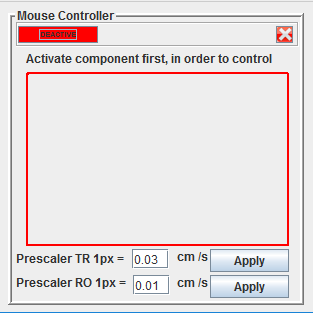 Mouse Controller
DEACTIVE
Activate component first, in order to control
Prescaler TR 1px = 0.03 cm /s Apply
Prescaler RO 1px = 0.01 cm /s Apply